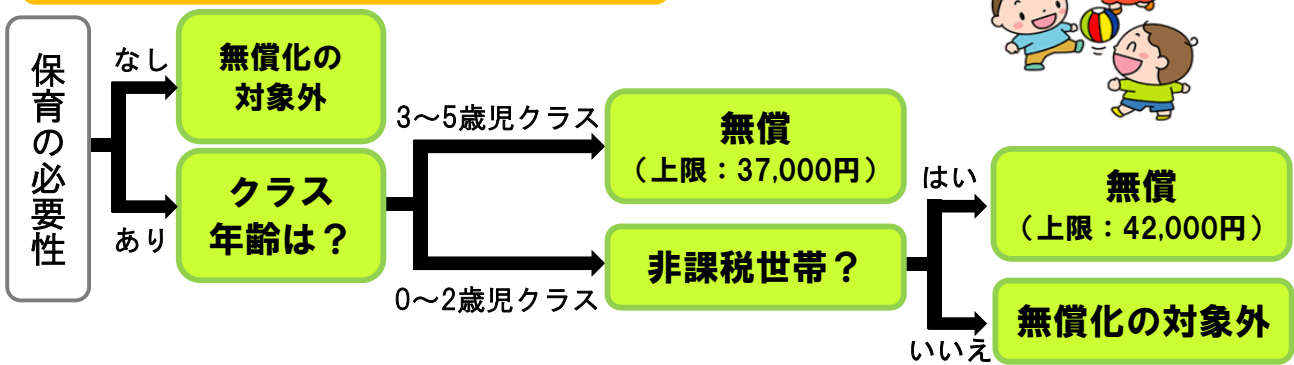 保育の必要性
なし
あり
無償化の
対象外
クラス
年齢は？
3～5歳児クラス
0～2歳児クラス
無償
（上限：37,000円）
非課税世帯？
はい
いいえ
無償
（上限：42,000円）
無償化の対象外